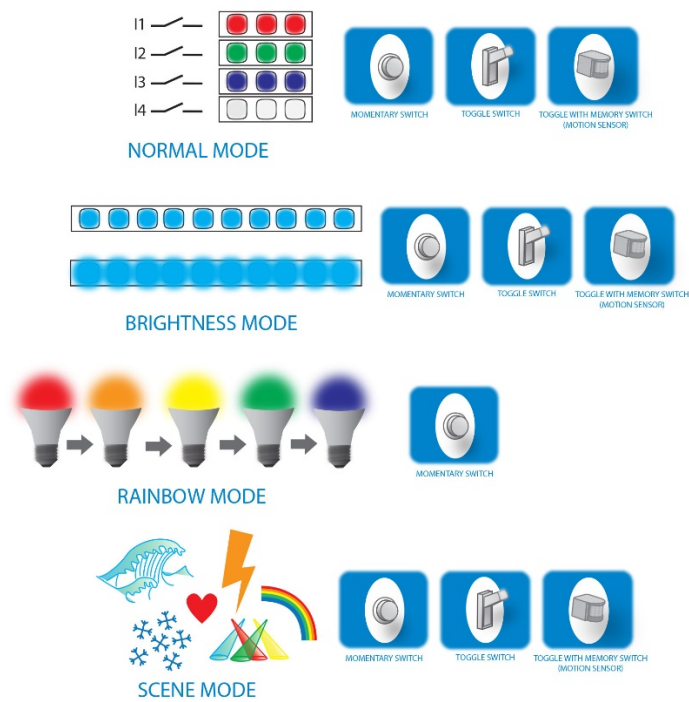 I1
I2
I3
I4
MOMENTARY SWITCH
TOGGLE SWITCH
TOGGLE WITH MEMORY SWITCH
(MOTION SENSOR)
NORMAL MODE
MOMENTARY SWITCH
TOGGLE SWITCH
TOGGLE WITH MEMORY SWITCH
(MOTION SENSOR)
BRIGHTNESS MODE
MOMENTARY SWITCH
RAINBOW MODE
MOMENTARY SWITCH
TOGGLE SWITCH
TOGGLE WITH MEMORY SWITCH
(MOTION SENSOR)
SCENE MODE